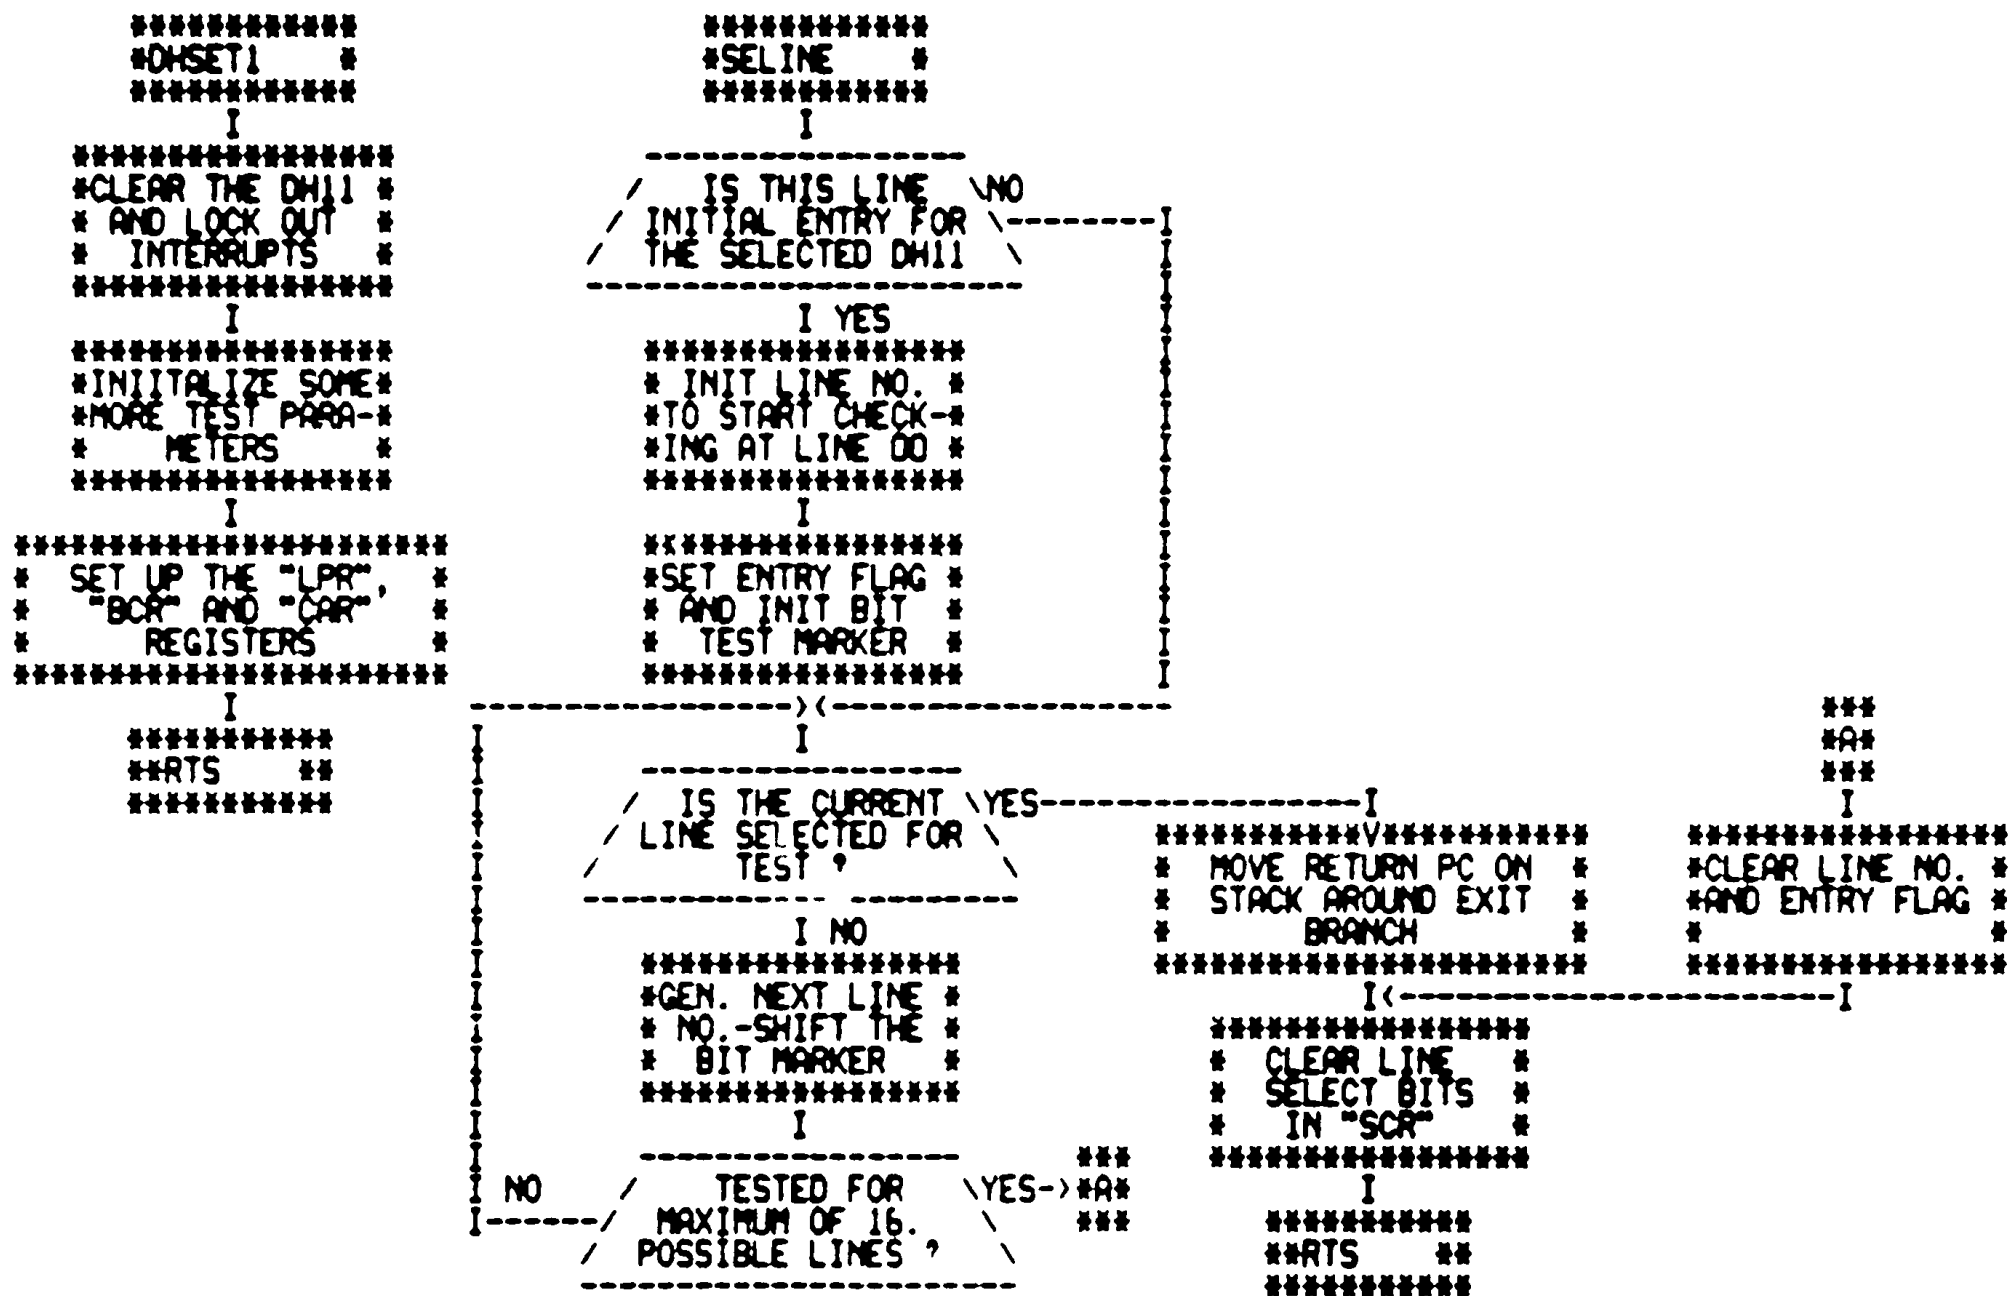 DHSET1
CLEAR THE DH11
AND LOCK OUT
INTERRUPTS
INIITALIZE SOME
MORE TEST PARA-
METERS
SET UP THE "LPR",
"BCR" AND "CAR"
REGISTERS
RTS
SELINE
IS THIS LINE
INITIAL ENTRY FOR
THE SELECTED DH11
NO
YES
INIT LINE NO.
TO START CHECK-
ING AT LINE 00
SET ENTRY FLAG
AND INIT BIT
TEST MARKER
IS THE CURRENT
LINE SELECTED FOR
TEST ?
YES
NO
GEN. NEXT LINE
NO.-SHIFT THE
BIT MARKER
TESTED FOR
MAXIMUM OF 16.
POSSIBLE LINES ?
NO
YES
A
MOVE RETURN PC ON
STACK AROUND EXIT
BRANCH
A
CLEAR LINE NO.
AND ENTRY FLAG
CLEAR LINE
SELECT BITS
IN "SCR"
RTS